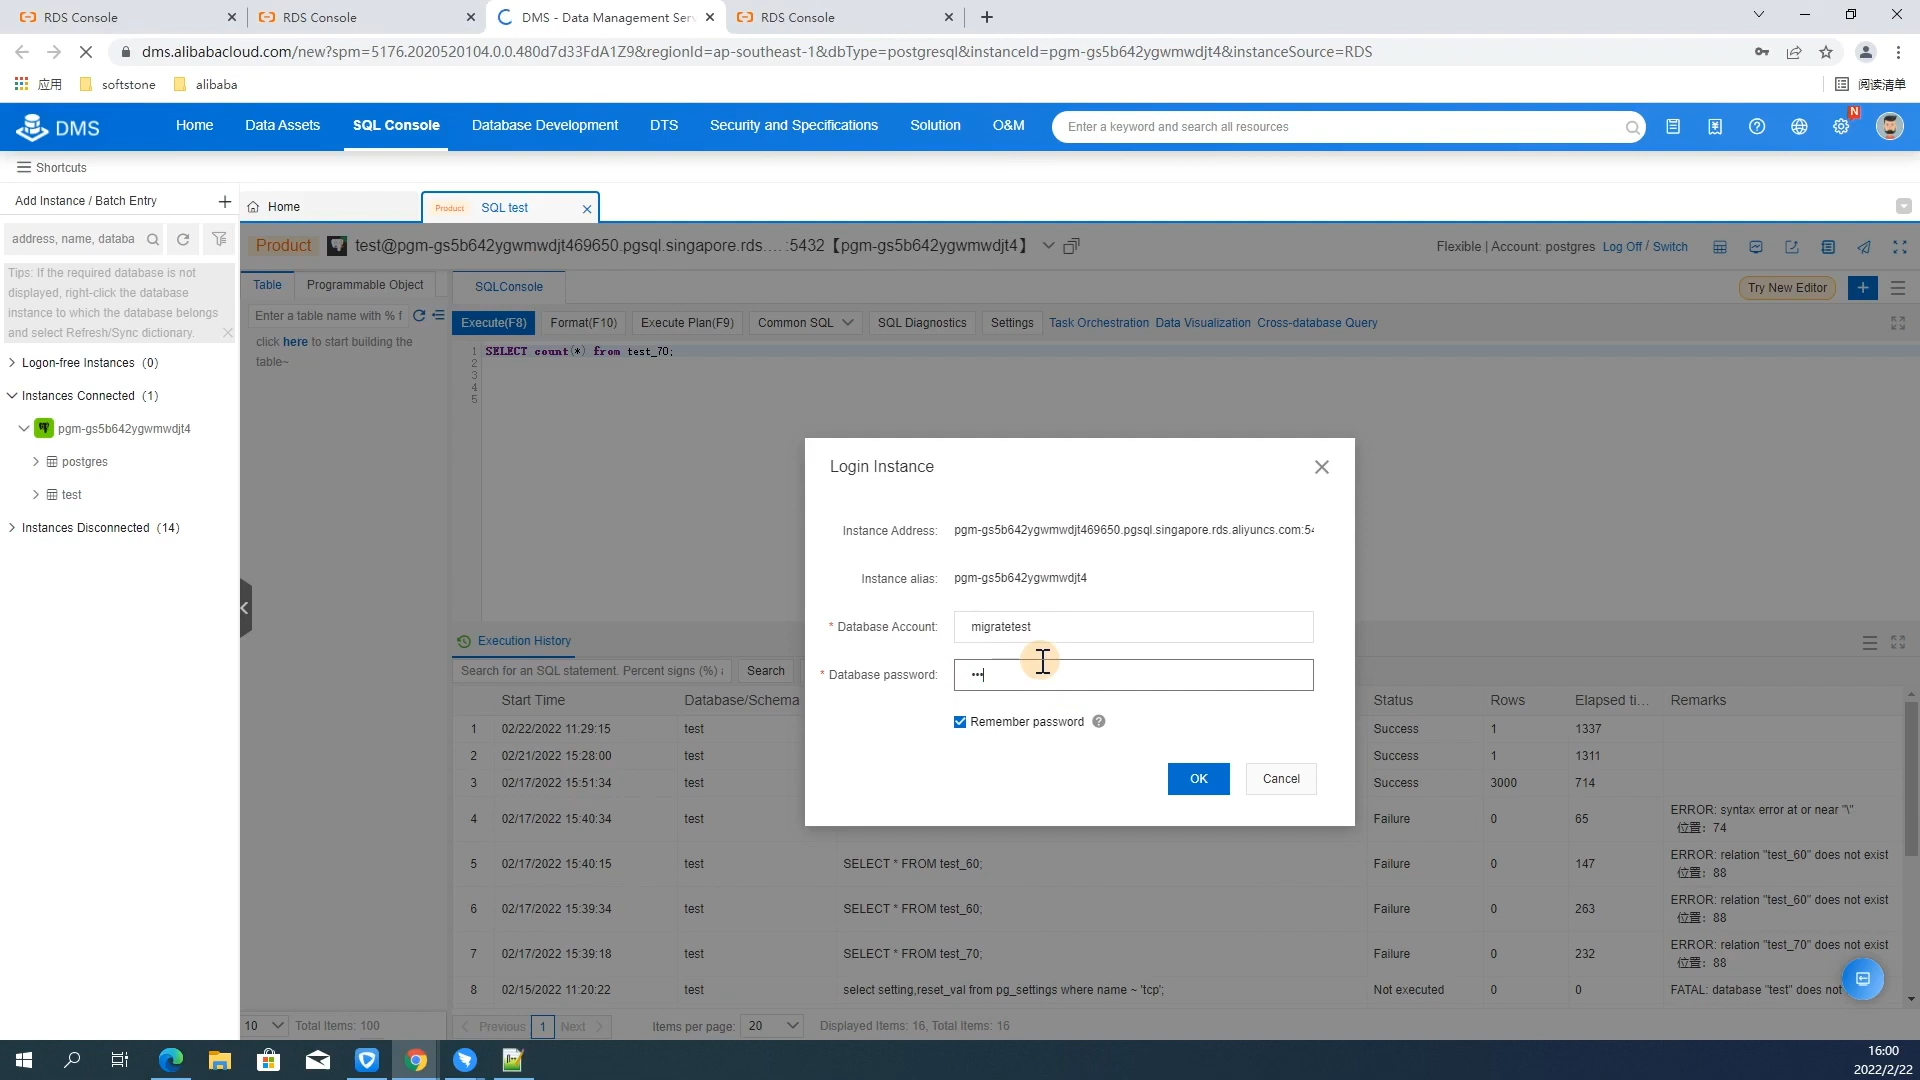 RDS Console
RDS Console
DMS - Data Management Ser
RDS Console
dms.alibabacloud.com/new?spm=5176.2020520104.0.0.480d7d33FdA1Z9&regionId=ap-southeast-1&dbType=postgresql&instanceId=pgm-gs5b642ygwmwdjt4&instanceSource=RDS
应用 softstone alibaba 阅读清单
DMS Home Data Assets SQL Console Database Development DTS Security and Specifications Solution O&M Enter a keyword and search all resources N
Shortcuts
Add Instance / Batch Entry
Home
Product SQL test
address, name, databa
Product test@pgm-gs5b642ygwmwdjt469650.pgsql.singapore.rds....:5432【pgm-gs5b642ygwmwdjt4】
Flexible | Account: postgres Log Off / Switch
Tips: If the required database is not
displayed, right-click the database
instance to which the database belongs
and select Refresh/Sync dictionary.
Table Programmable Object
SQLConsole
Try New Editor
Enter a table name with % f
Execute(F8) Format(F10) Execute Plan(F9) Common SQL SQL Diagnostics Settings Task Orchestration Data Visualization Cross-database Query
click here to start building the
table~
1 SELECT count(*) from test_70;
2
3
4
5
Logon-free Instances (0)
Instances Connected (1)
pgm-gs5b642ygwmwdjt4
postgres
test
Instances Disconnected (14)
Login Instance
Instance Address: pgm-gs5b642ygwmwdjt469650.pgsql.singapore.rds.aliyuncs.com:54
Instance alias: pgm-gs5b642ygwmwdjt4
* Database Account: migratetest
* Database password: •••
Remember password
OK Cancel
Execution History
Search for an SQL statement. Percent signs (%) a Search
Start Time Database/Schema Status Rows Elapsed ti... Remarks
1 02/22/2022 11:29:15 test Success 1 1337
2 02/21/2022 15:28:00 test Success 1 1311
3 02/17/2022 15:51:34 test Success 3000 714
4 02/17/2022 15:40:34 test Failure 0 65 ERROR: syntax error at or near "\"
位置：74
5 02/17/2022 15:40:15 test SELECT * FROM test_60; Failure 0 147 ERROR: relation "test_60" does not exist
位置：88
6 02/17/2022 15:39:34 test SELECT * FROM test_60; Failure 0 263 ERROR: relation "test_60" does not exist
位置：88
7 02/17/2022 15:39:18 test SELECT * FROM test_70; Failure 0 232 ERROR: relation "test_70" does not exist
位置：88
8 02/15/2022 11:20:22 test select setting,reset_val from pg_settings where name ~ 'tcp'; Not executed 0 0 FATAL: database "test" does not
10 Total Items: 100
Previous 1 Next Items per page: 20 Displayed Items: 16, Total Items: 16
16:00
2022/2/22